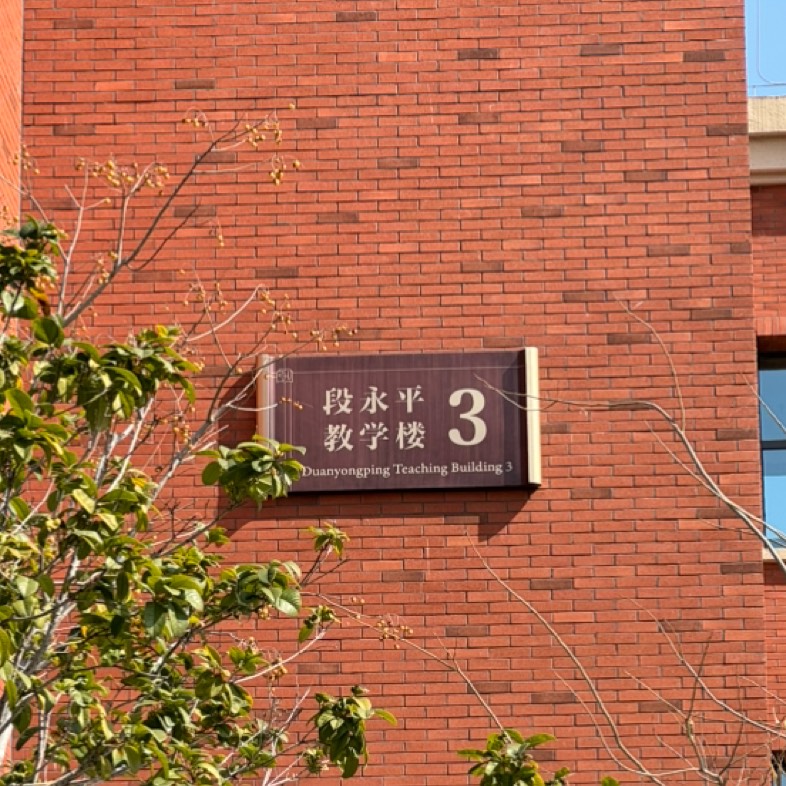 段永平
教学楼
3
Duanyongping Teaching Building 3